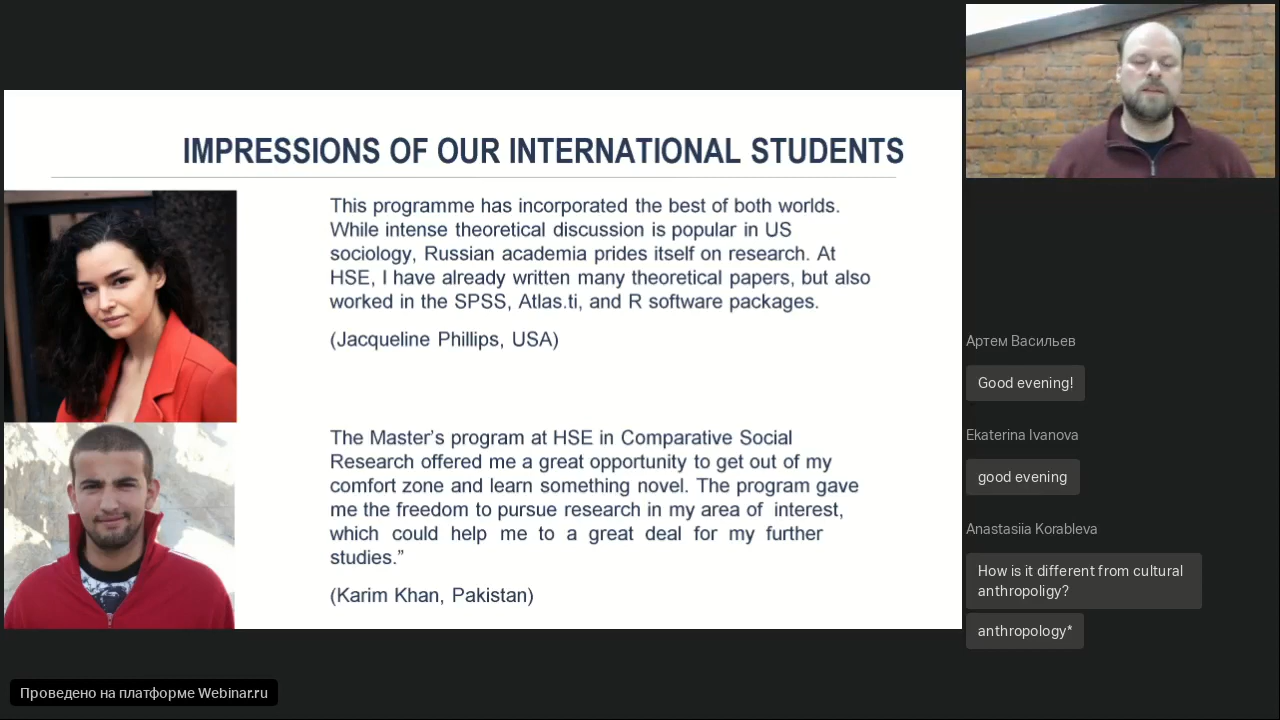 IMPRESSIONS OF OUR INTERNATIONAL STUDENTS
This programme has incorporated the best of both worlds.
While intense theoretical discussion is popular in US
sociology, Russian academia prides itself on research. At
HSE, I have already written many theoretical papers, but also
worked in the SPSS, Atlas.ti, and R software packages.
(Jacqueline Phillips, USA)
The Master’s program at HSE in Comparative Social
Research offered me a great opportunity to get out of my
comfort zone and learn something novel. The program gave
me the freedom to pursue research in my area of interest,
which could help me to a great deal for my further
studies.”
(Karim Khan, Pakistan)
Артем Васильев
Good evening!
Ekaterina Ivanova
good evening
Anastasiia Korableva
How is it different from cultural
anthropoligy?
anthropology*
Проведено на платформе Webinar.ru